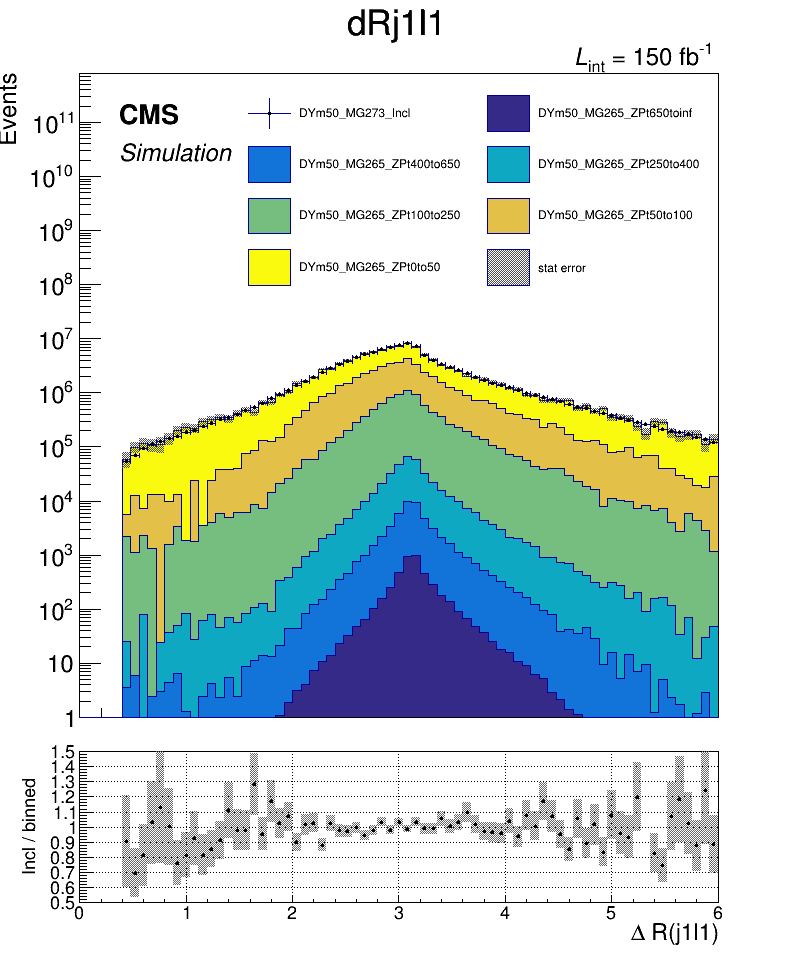 dRj1l1
L_int = 150 fb^-1
Events
CMS
Simulation
DYm50_MG273_Incl
DYm50_MG265_ZPt650toinf
DYm50_MG265_ZPt400to650
DYm50_MG265_ZPt250to400
DYm50_MG265_ZPt100to250
DYm50_MG265_ZPt50to100
DYm50_MG265_ZPt0to50
stat error
10^11
10^10
10^9
10^8
10^7
10^6
10^5
10^4
10^3
10^2
10
1
Incl / binned
1.5
1.4
1.3
1.2
1.1
1
0.9
0.8
0.7
0.6
0.5
0 1 2 3 4 5 6
Δ R(j1l1)